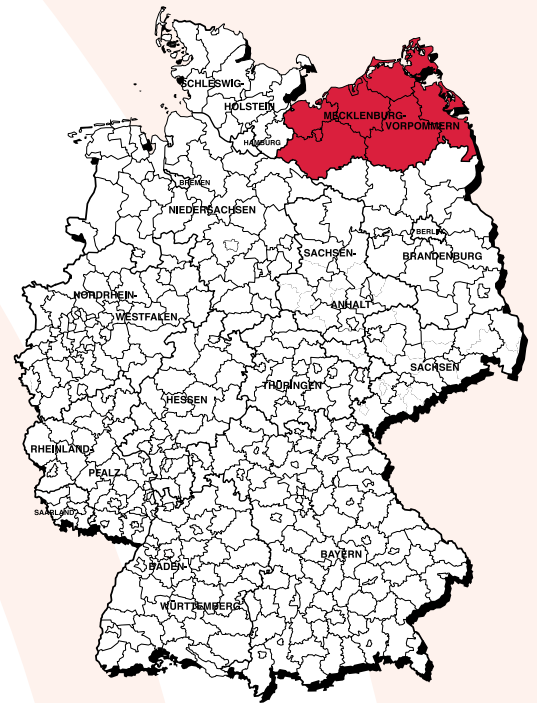 SCHLESWIG-
HOLSTEIN
MECKLENBURG-
VORPOMMERN
HAMBURG
BREMEN
NIEDERSACHSEN
BERLIN
SACHSEN-
BRANDENBURG
NORDRHEIN-
ANHALT
WESTFALEN
SACHSEN
THÜRINGEN
HESSEN
RHEINLAND-
PFALZ
SAARLAND
BAYERN
BADEN-
WÜRTTEMBERG